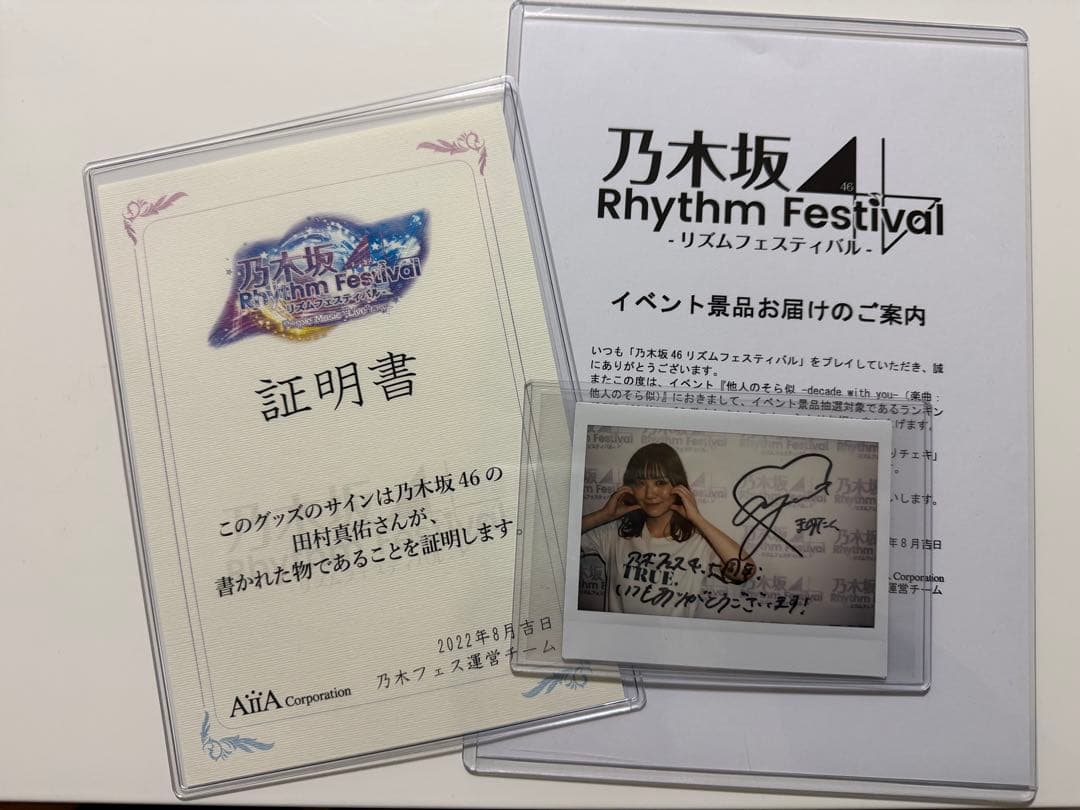 乃木坂46
Rhythm Festival
-リズムフェスティバル-
証明書
このグッズのサインは乃木坂46の
田村真佑さんが、
書かれた物であることを証明します。
2022年8月吉日
乃木フェス運営チーム
AiiA Corporation
乃木坂46
Rhythm Festival
-リズムフェスティバル-
イベント景品お届けのご案内
いつも「乃木坂46 リズムフェスティバル」をプレイしていただき、誠
にありがとうございます。
またこの度は、イベント『他人のそら似 -decade with you-（楽曲：
他人のそら似）』におきまして、イベント景品抽選対象であるランキン
りチェキ」
年8月吉日
Corporation
運営チーム
Rhythm Festival
乃木坂
TRUE.
いつもありがとうございます!